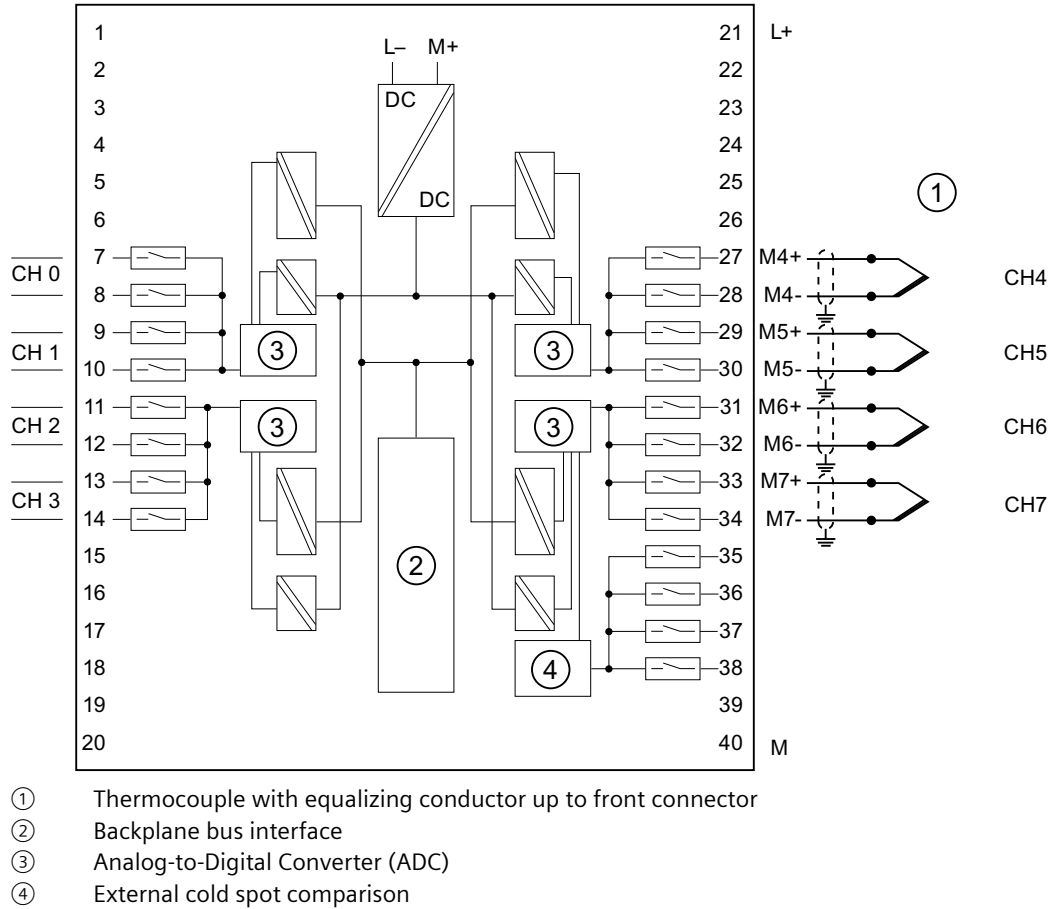 1 21 L+
L– M+
2 22
DC
3 23
4 24
5 25
DC
6 26
7 27 M4+
CH 0 CH4
8 28 M4-
9 29 M5+
CH 1 CH5
10 30 M5-
11 31 M6+
CH 2 CH6
12 32 M6-
13 33 M7+
CH 3 CH7
14 34 M7-
15 35
16 36
17 37
18 38
19 39
20 40 M
①
③ ③
③ ③
②
④
① Thermocouple with equalizing conductor up to front connector
② Backplane bus interface
③ Analog-to-Digital Converter (ADC)
④ External cold spot comparison